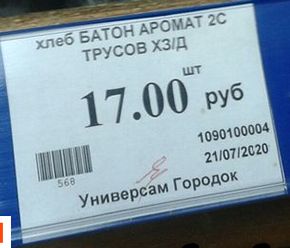 хлеб БАТОН АРОМАТ 2С
ТРУСОВ ХЗ/Д
17.00 шт руб
1090100004
568
21/07/2020
Универсам Городок